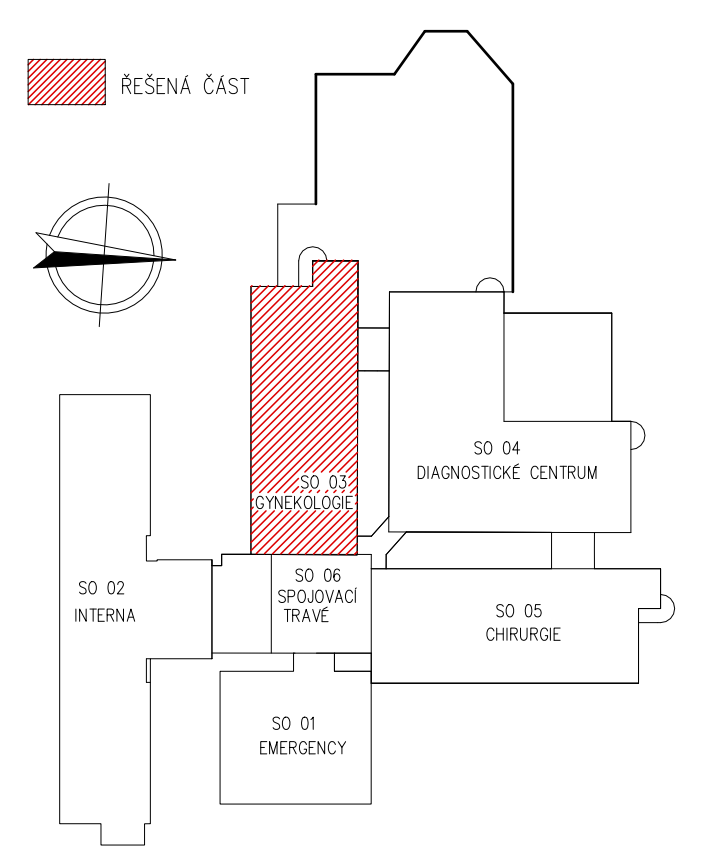 ŘEŠENÁ ČÁST
SO 04
DIAGNOSTICKÉ CENTRUM
SO 03
GYNEKOLOGIE
SO 06
SPOJOVACÍ
TRAVÉ
SO 02
INTERNA
SO 05
CHIRURGIE
SO 01
EMERGENCY